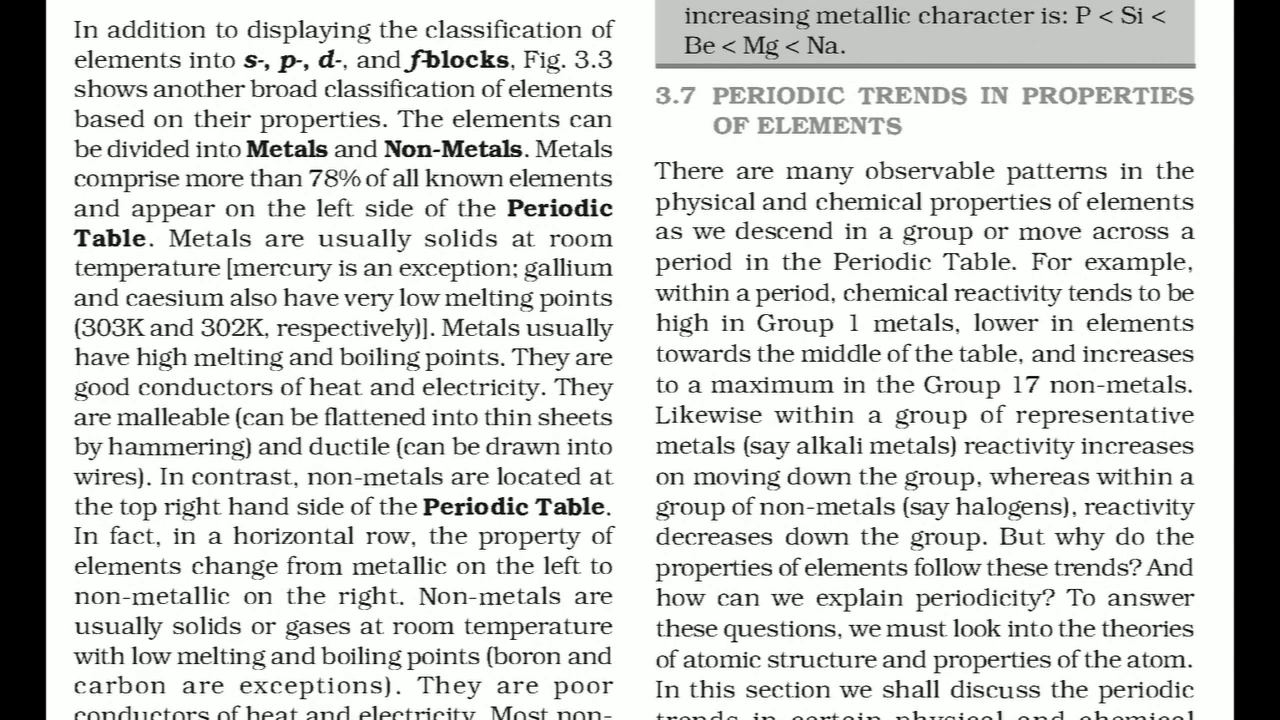 In addition to displaying the classification of
elements into s-, p-, d-, and f-blocks, Fig. 3.3
shows another broad classification of elements
based on their properties. The elements can
be divided into Metals and Non-Metals. Metals
comprise more than 78% of all known elements
and appear on the left side of the Periodic
Table. Metals are usually solids at room
temperature [mercury is an exception; gallium
and caesium also have very low melting points
(303K and 302K, respectively)]. Metals usually
have high melting and boiling points. They are
good conductors of heat and electricity. They
are malleable (can be flattened into thin sheets
by hammering) and ductile (can be drawn into
wires). In contrast, non-metals are located at
the top right hand side of the Periodic Table.
In fact, in a horizontal row, the property of
elements change from metallic on the left to
non-metallic on the right. Non-metals are
usually solids or gases at room temperature
with low melting and boiling points (boron and
carbon are exceptions). They are poor
conductors of heat and electricity. Most non-
increasing metallic character is: P < Si <
Be < Mg < Na.
3.7 PERIODIC TRENDS IN PROPERTIES
OF ELEMENTS
There are many observable patterns in the
physical and chemical properties of elements
as we descend in a group or move across a
period in the Periodic Table. For example,
within a period, chemical reactivity tends to be
high in Group 1 metals, lower in elements
towards the middle of the table, and increases
to a maximum in the Group 17 non-metals.
Likewise within a group of representative
metals (say alkali metals) reactivity increases
on moving down the group, whereas within a
group of non-metals (say halogens), reactivity
decreases down the group. But why do the
properties of elements follow these trends? And
how can we explain periodicity? To answer
these questions, we must look into the theories
of atomic structure and properties of the atom.
In this section we shall discuss the periodic
trends in certain physical and chemical